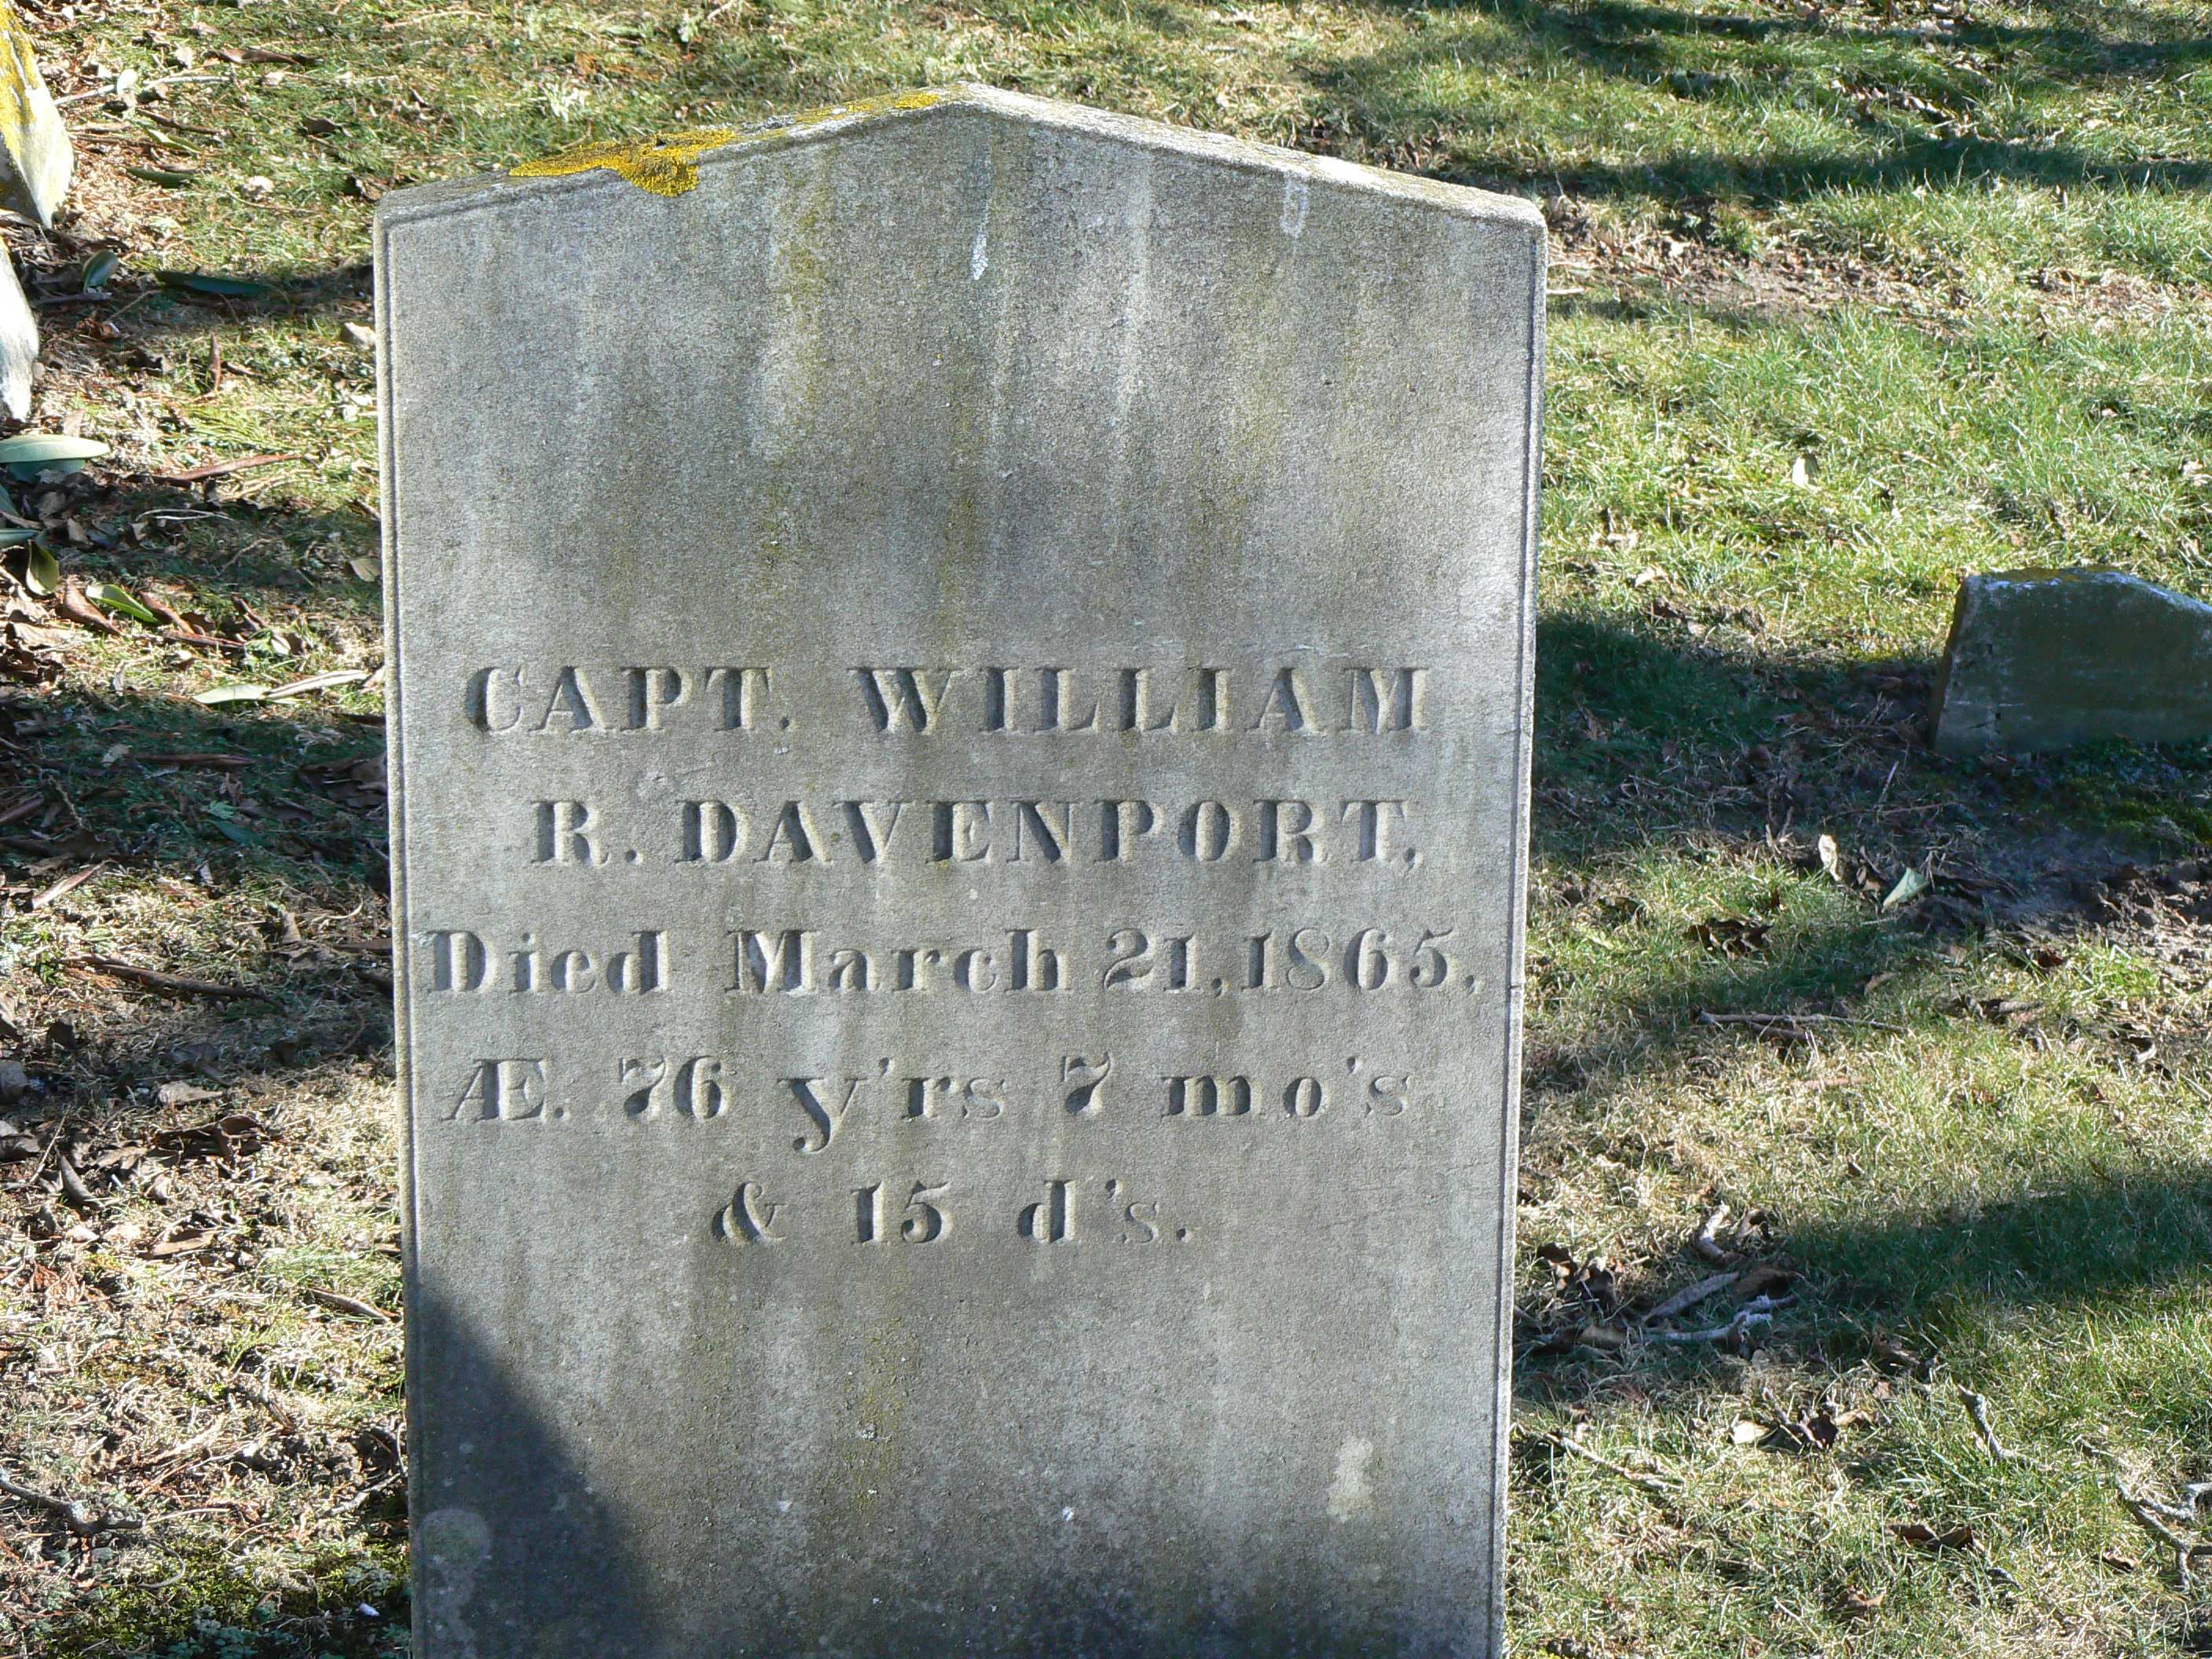 CAPT. WILLIAM
R. DAVENPORT,
Died March 21, 1865,
Æ. 76 y'rs 7 mo's
& 15 d's.